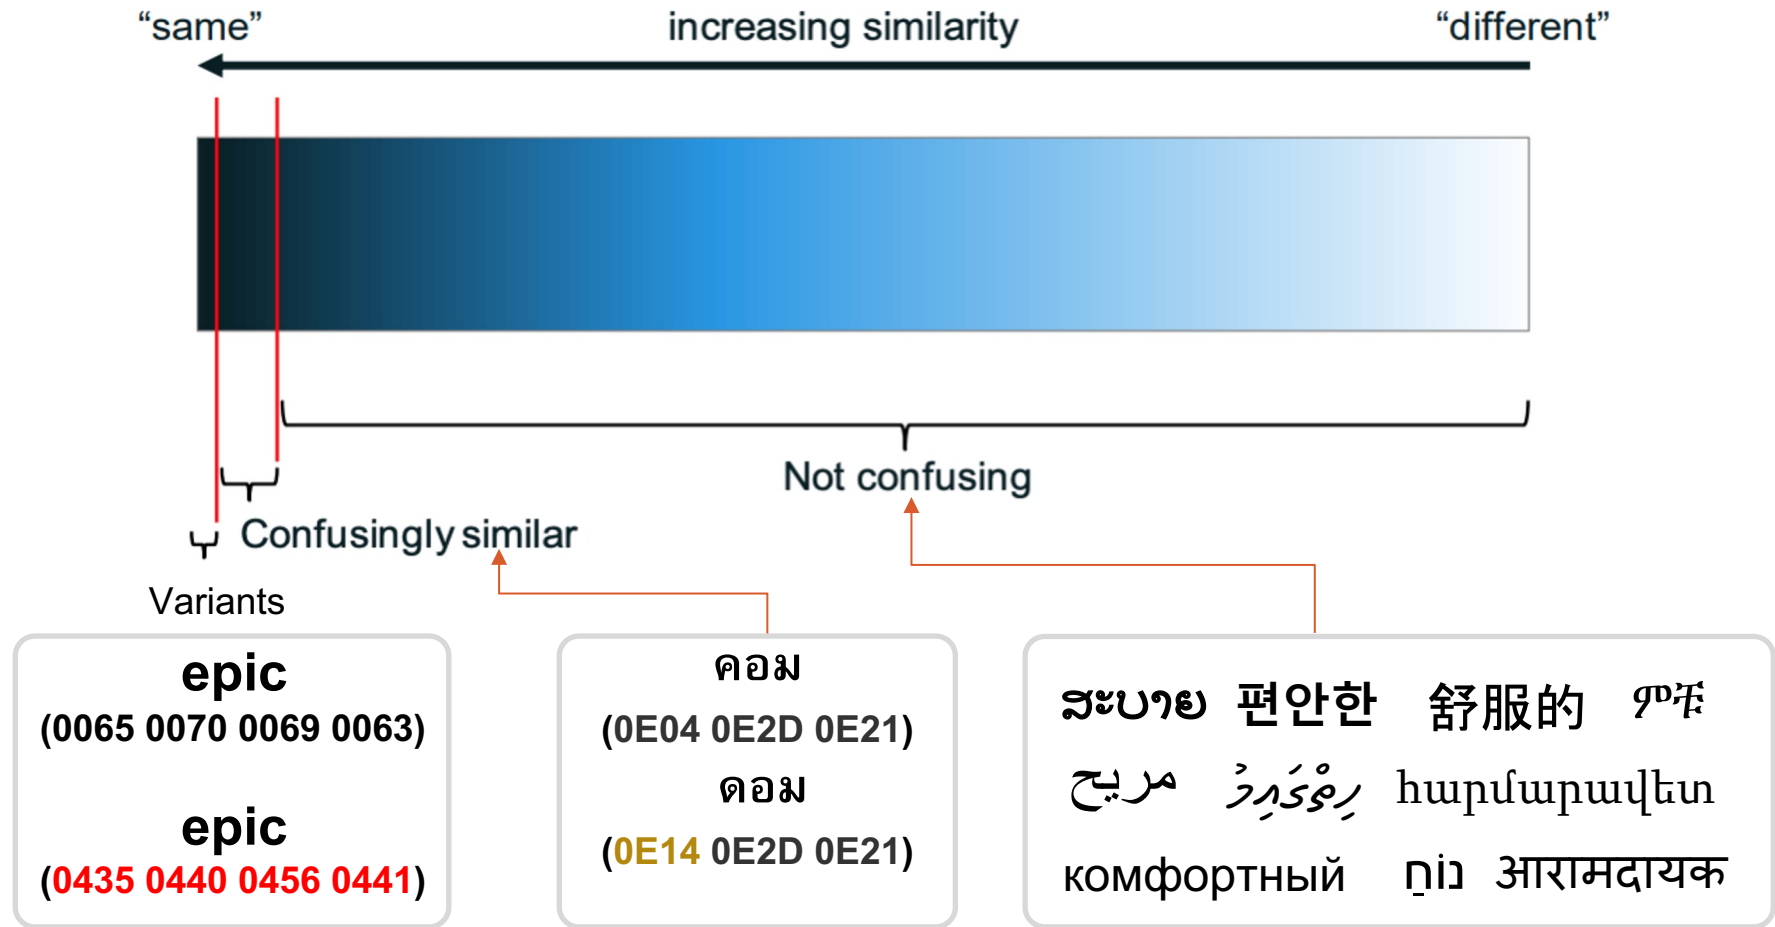 “same” increasing similarity “different”
Not confusing
Confusingly similar
Variants
epic
(0065 0070 0069 0063)
epic
(0435 0440 0456 0441)
คอม
(0E04 0E2D 0E21)
ดอม
(0E14 0E2D 0E21)
ສະບາຍ 편안한 舒服的 ምቹ
مريح ހިތްގައިމު հարմարավետ
комфортный נוֹחַ आरामदायक